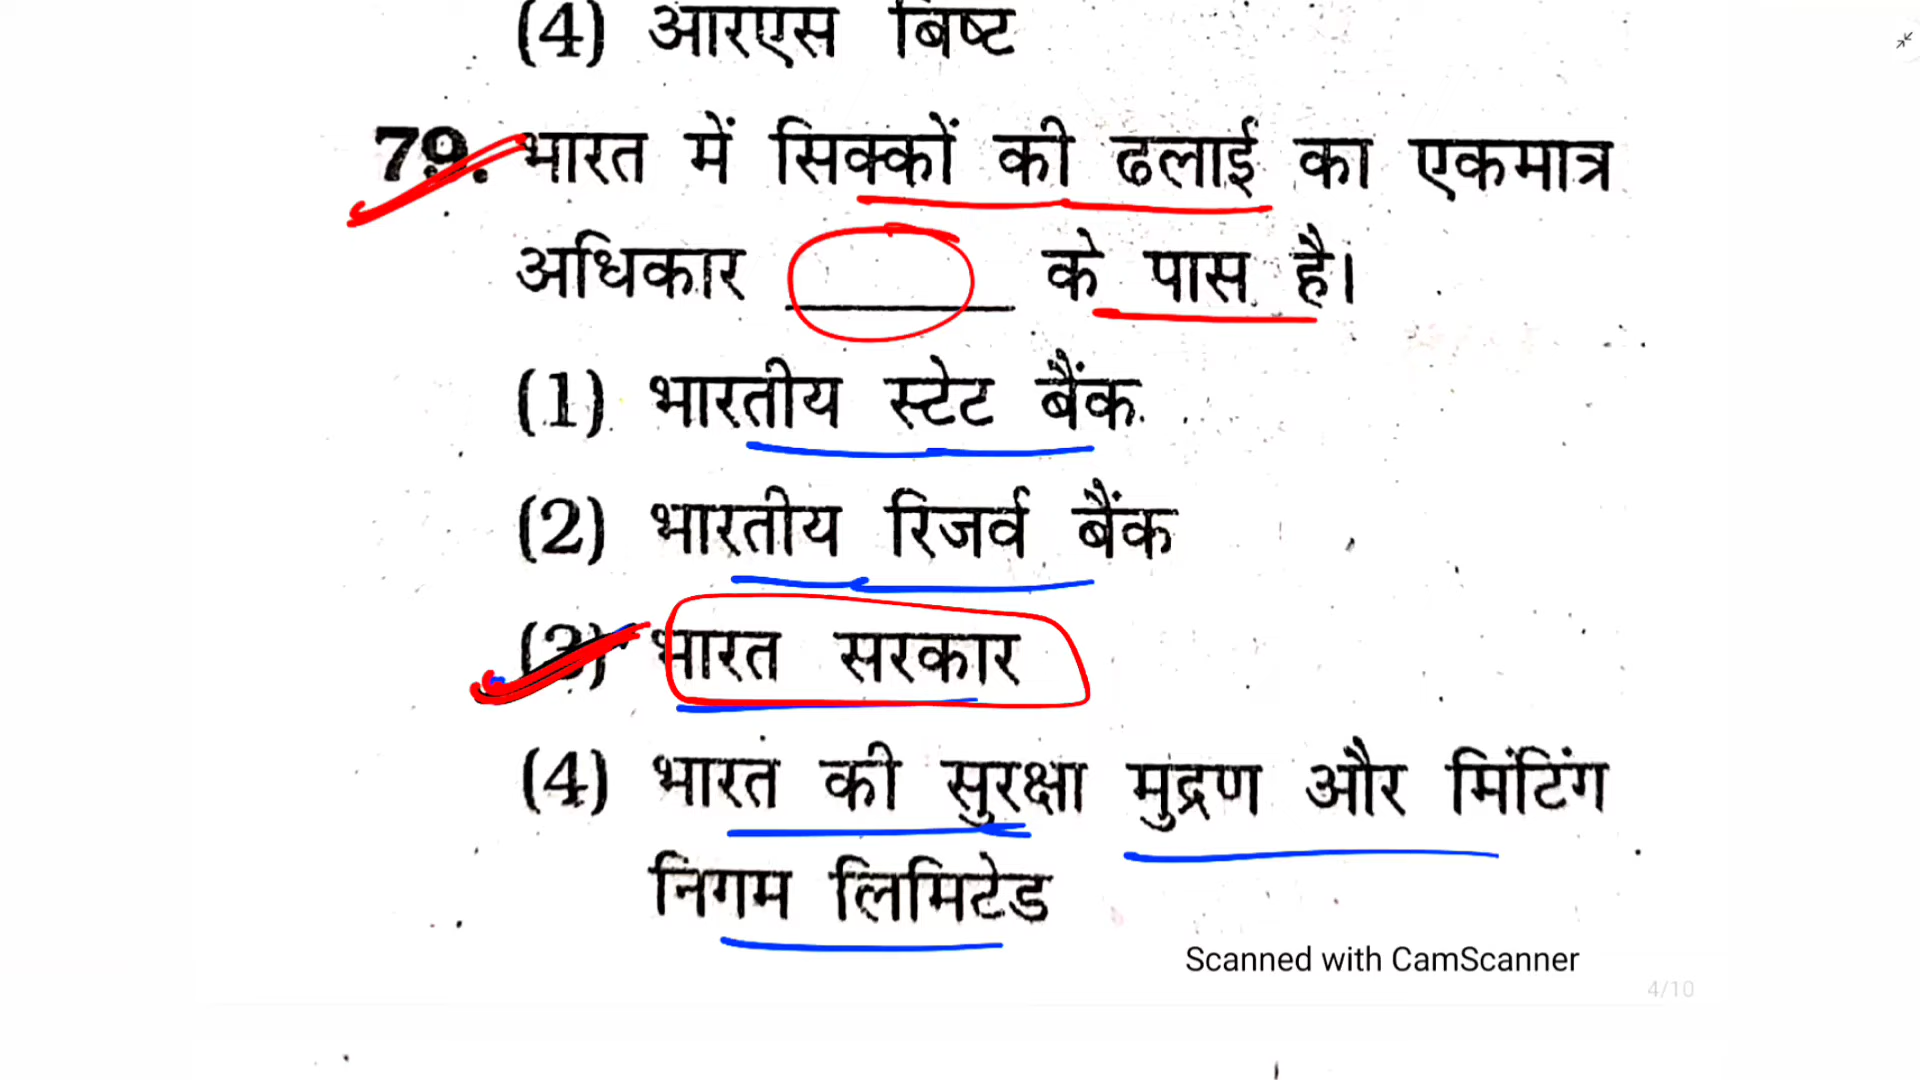 (4) आरएस बिष्ट
79. भारत में सिक्कों की ढलाई का एकमात्र
अधिकार ________ के पास है।
(1) भारतीय स्टेट बैंक
(2) भारतीय रिजर्व बैंक
(3) भारत सरकार
(4) भारत की सुरक्षा मुद्रण और मिंटिंग
निगम लिमिटेड
Scanned with CamScanner
4/10